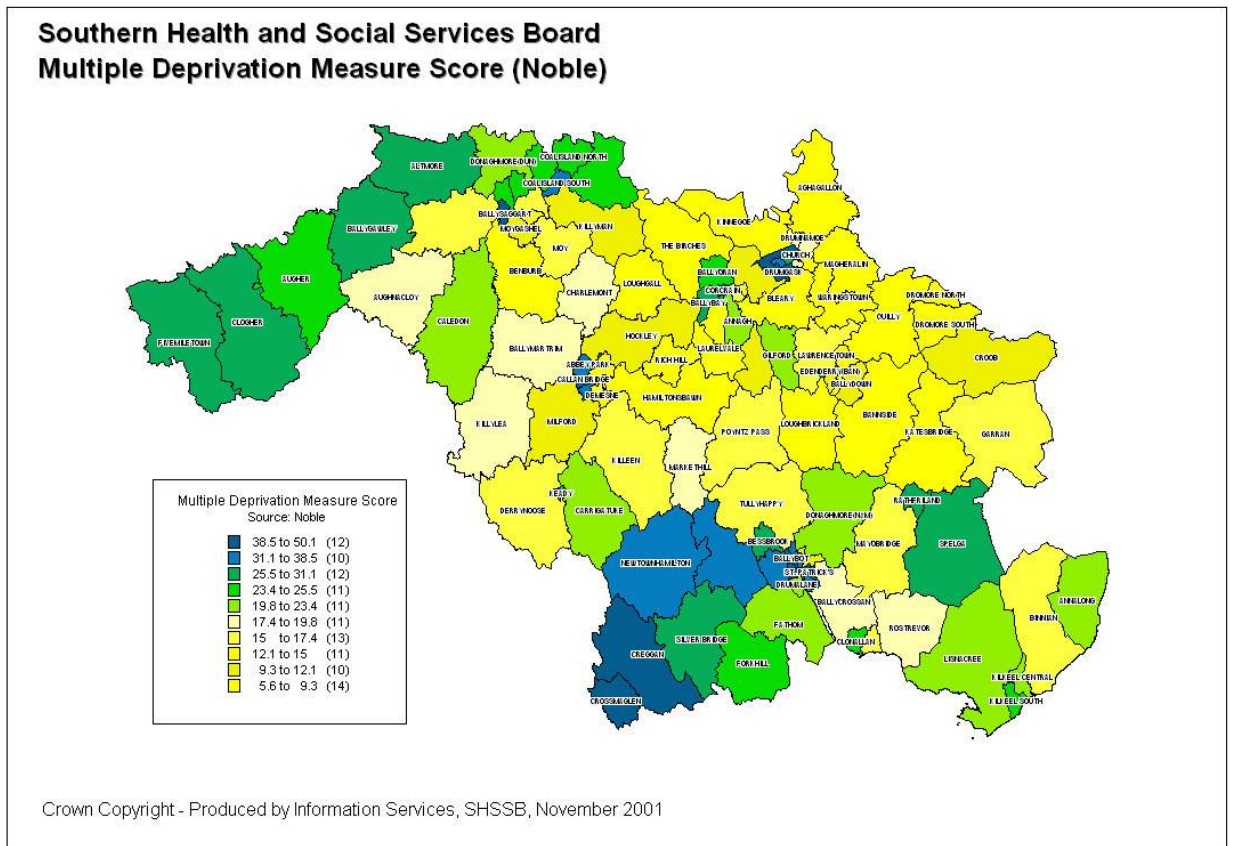 Southern Health and Social Services Board
Multiple Deprivation Measure Score (Noble)
ALTMORE
DONAGHMORE(DUN)
COALISLAND NORTH
COALISLAND SOUTH
AGHAGALLON
BALLYGAWLEY
BALLYSAGGART
MOYGASHEL
KILLYMAN
KINNEGOE
DRUMNAMOE
THE BIRCHES
MOY
CHURCH
AUGHER
BENBURB
BALLYORAN
DRUMGASK
MAGHERALIN
AUGHNACLOY
CHARLEMONT
LOUGHGALL
CORCRAIN
BALLYBAY
BLEARY
WARINGSTOWN
DROMORE NORTH
CLOGHER
CALEDON
ANNAGH
QUILLY
DROMORE SOUTH
FIVEMILETOWN
HOCKLEY
BALLYMARTRIM
LAURELVALE
GILFORD
LAWRENCETOWN
CROOB
ABBEY PARK
RICH HILL
EDENDERRY(BAN)
CALLAN BRIDGE
BALLYDOWN
DEMESNE
HAMILTONSBAWN
KILLYLEA
MILFORD
POYNTZ PASS
LOUGHBRICKLAND
BANNSIDE
KATESBRIDGE
GARRAN
KILLEEN
MARKETHILL
KEADY
DERRYNOOSE
CARRIGATUKE
TULLYHAPPY
DONAGHMORE(N&M)
RATHFRILAND
BESSBROOK
MAYOBRIDGE
SPELGA
NEWTOWNHAMILTON
BALLYBOT
ST. PATRICK'S
DRUMALANE
BALLYCROSSAN
ANNALONG
BINNIAN
FATHOM
ROSTREVOR
SILVER BRIDGE
CLONALLAN
CREGGAN
FORKHILL
LISNACREE
KILKEEL CENTRAL
CROSSMAGLEN
KILKEEL SOUTH
Multiple Deprivation Measure Score
Source: Noble
38.5 to 50.1 (12)
31.1 to 38.5 (10)
25.5 to 31.1 (12)
23.4 to 25.5 (11)
19.8 to 23.4 (11)
17.4 to 19.8 (11)
15 to 17.4 (13)
12.1 to 15 (11)
9.3 to 12.1 (10)
5.6 to 9.3 (14)
Crown Copyright - Produced by Information Services, SHSSB, November 2001